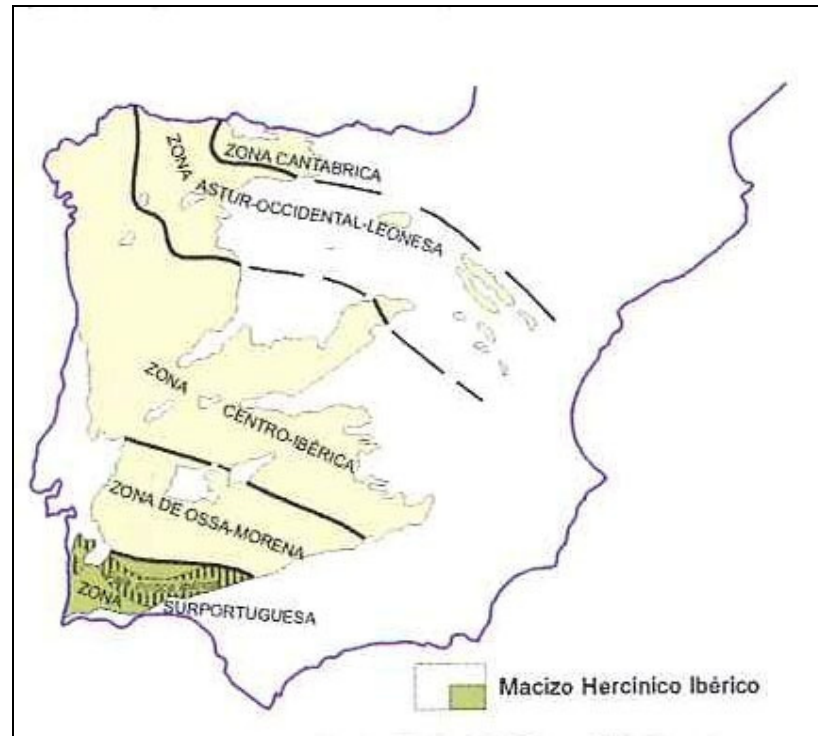 ZONA CANTABRICA
ZONA
ASTUR-OCCIDENTAL-LEONESA
ZONA
CENTRO-IBÉRICA
ZONA DE OSSA-MORENA
ZONA
SURPORTUGUESA
Macizo Hercínico Ibérico